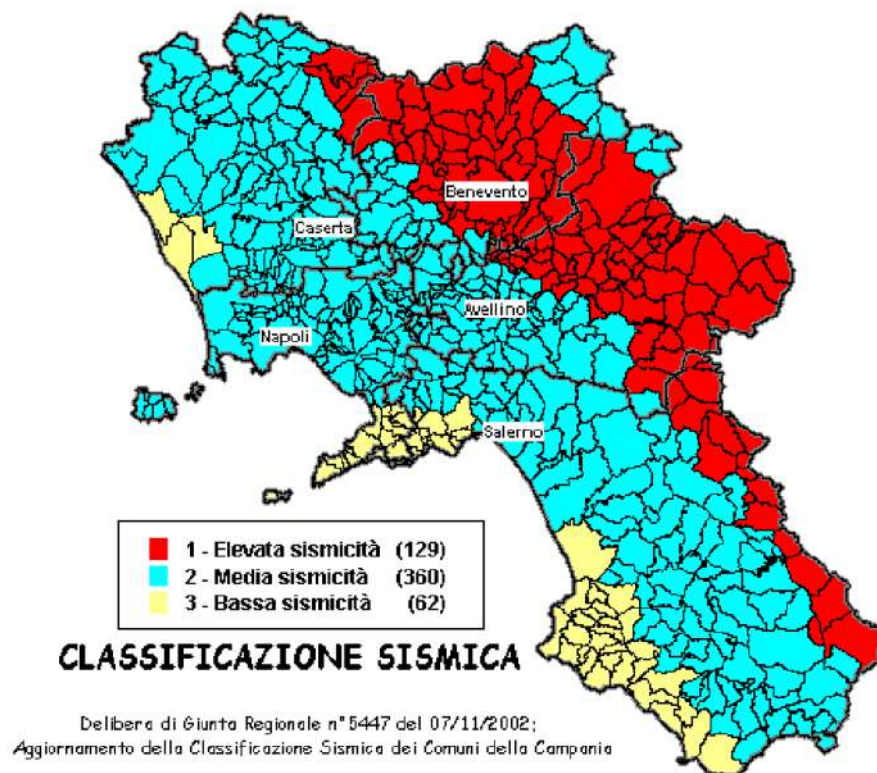 Benevento
Caserta
Avellino
Napoli
Salerno
1 - Elevata sismicità (129)
2 - Media sismicità (360)
3 - Bassa sismicità (62)
CLASSIFICAZIONE SISMICA
Delibera di Giunta Regionale n°5447 del 07/11/2002;
Aggiornamento della Classificazione Sismica dei Comuni della Campania